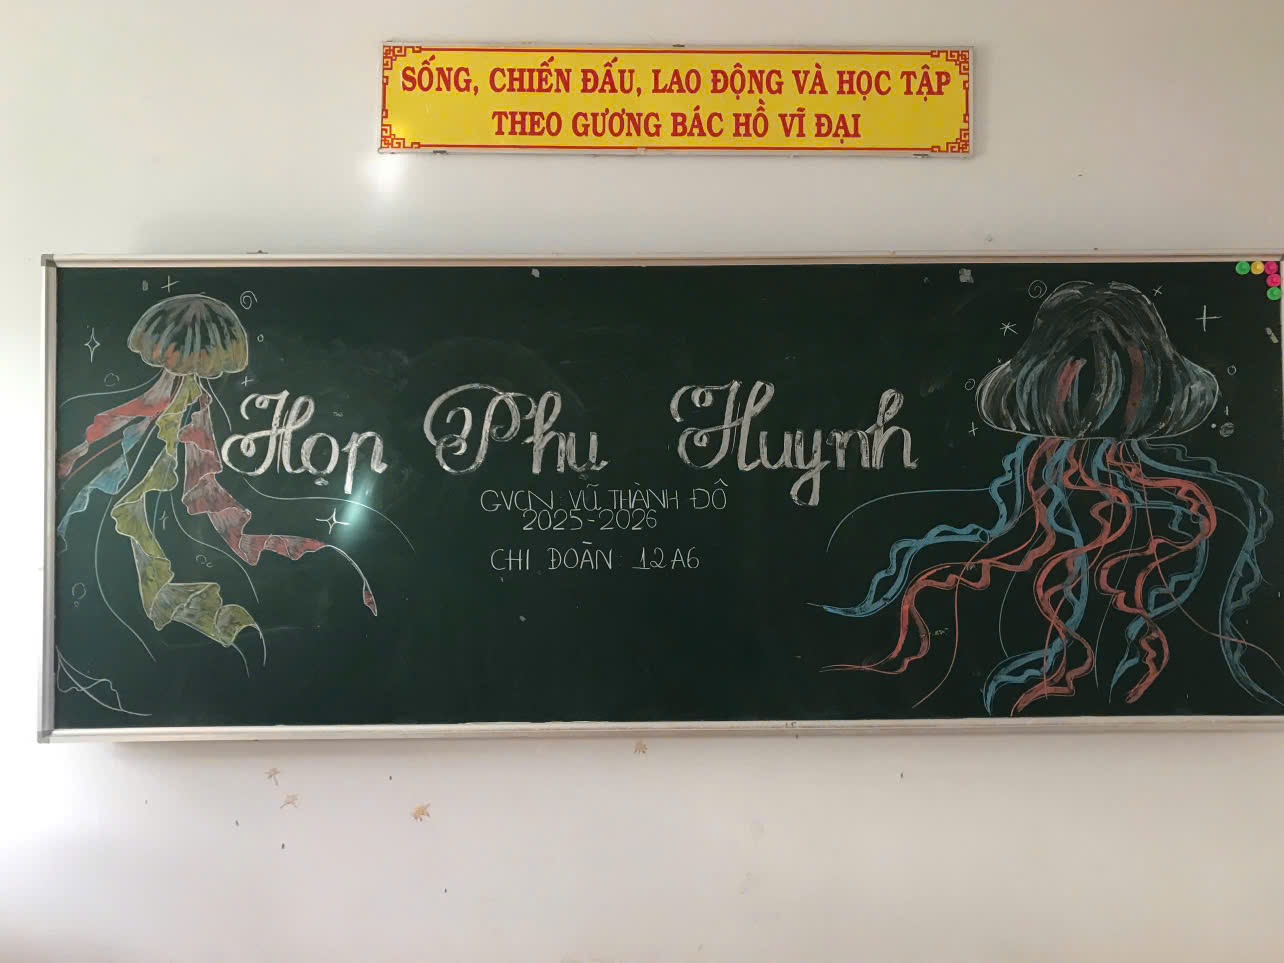 SỐNG, CHIẾN ĐẤU, LAO ĐỘNG VÀ HỌC TẬP
THEO GƯƠNG BÁC HỒ VĨ ĐẠI
Họp Phụ Huynh
GVCN: VŨ THÀNH ĐÔ
2025-2026
CHI ĐOÀN: 12A6